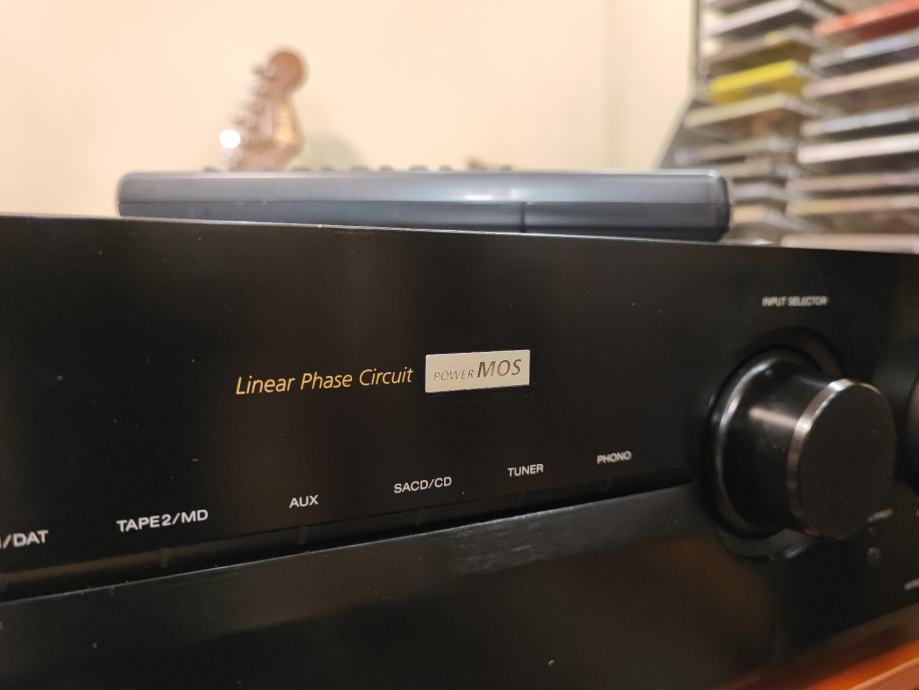 INPUT SELECTOR
Linear Phase Circuit
POWER MOS
/DAT
TAPE2/MD
AUX
SACD/CD
TUNER
PHONO